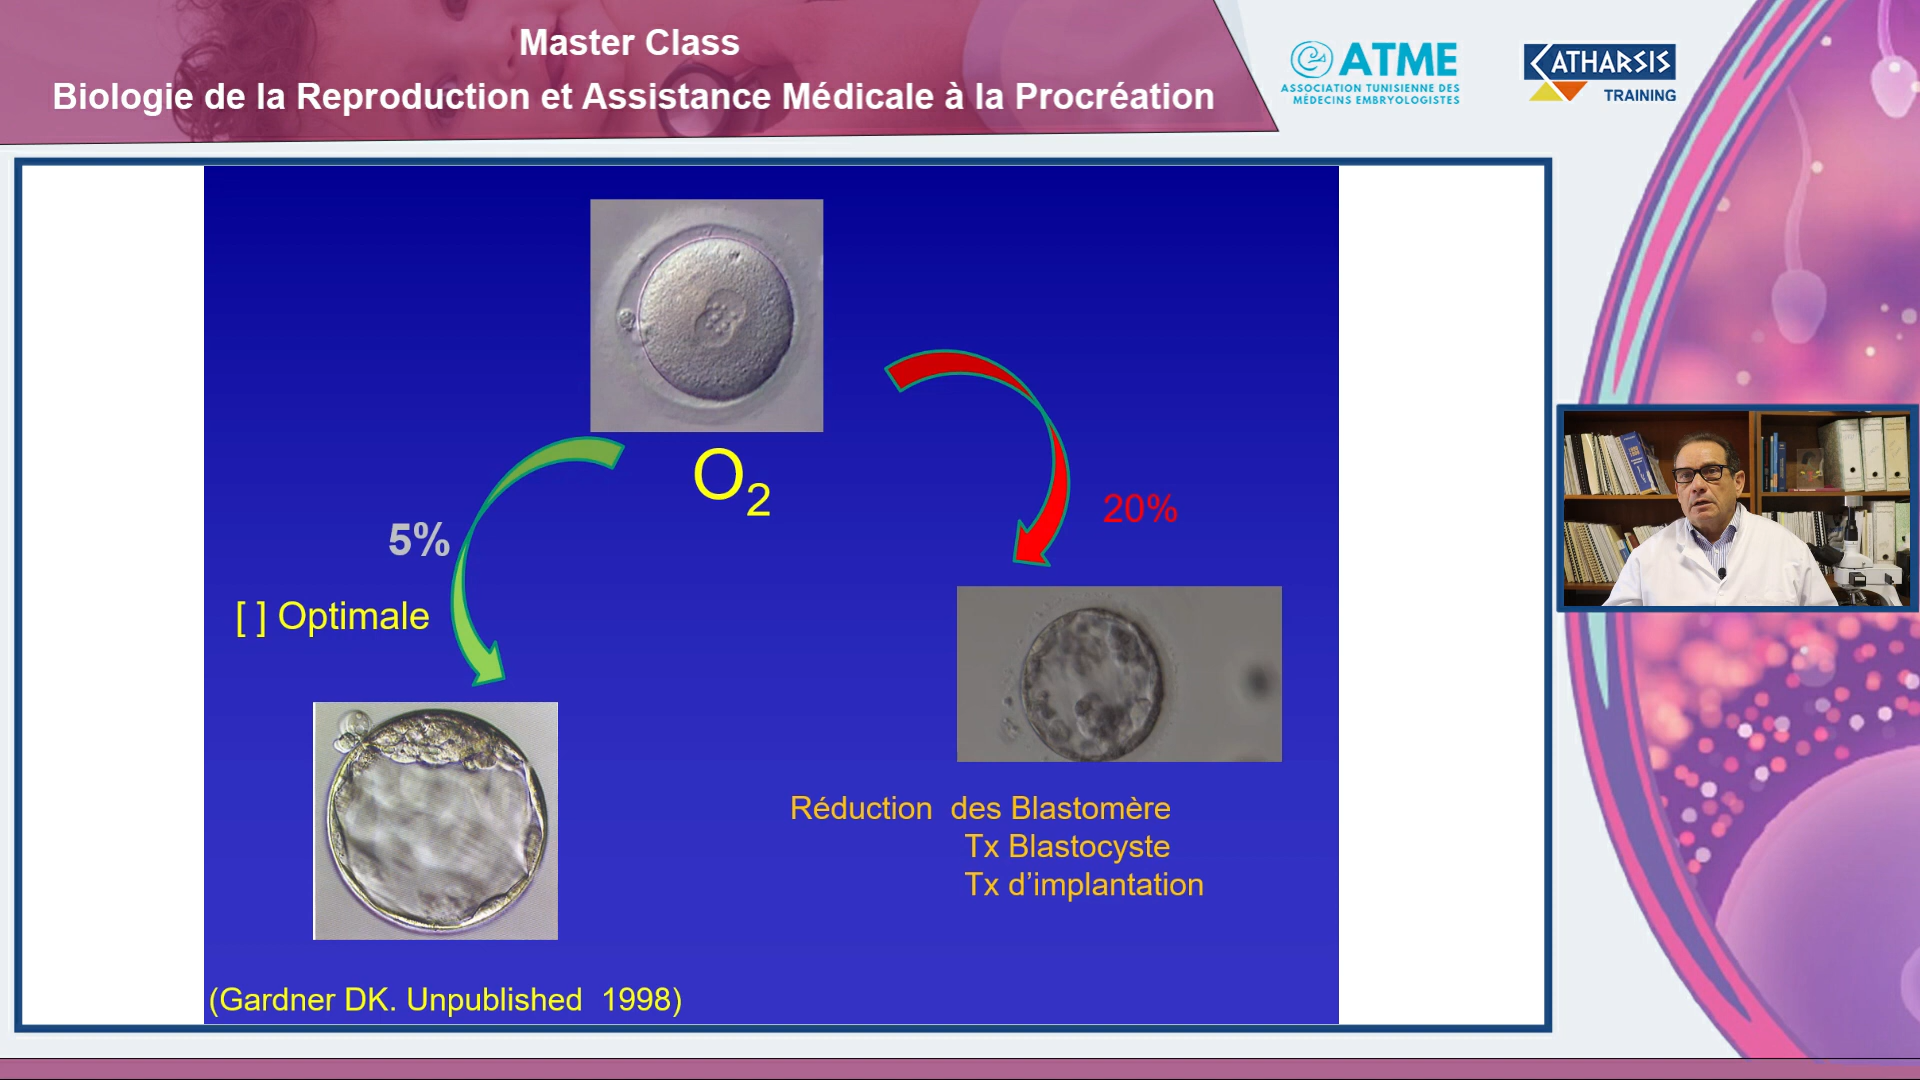 Master Class
Biologie de la Reproduction et Assistance Médicale à la Procréation
ATME
ASSOCIATION TUNISIENNE DES
MÉDECINS EMBRYOLOGISTES
CATHARSIS
TRAINING
O₂
5%
20%
[ ] Optimale
Réduction des Blastomère
Tx Blastocyste
Tx d’implantation
(Gardner DK. Unpublished 1998)